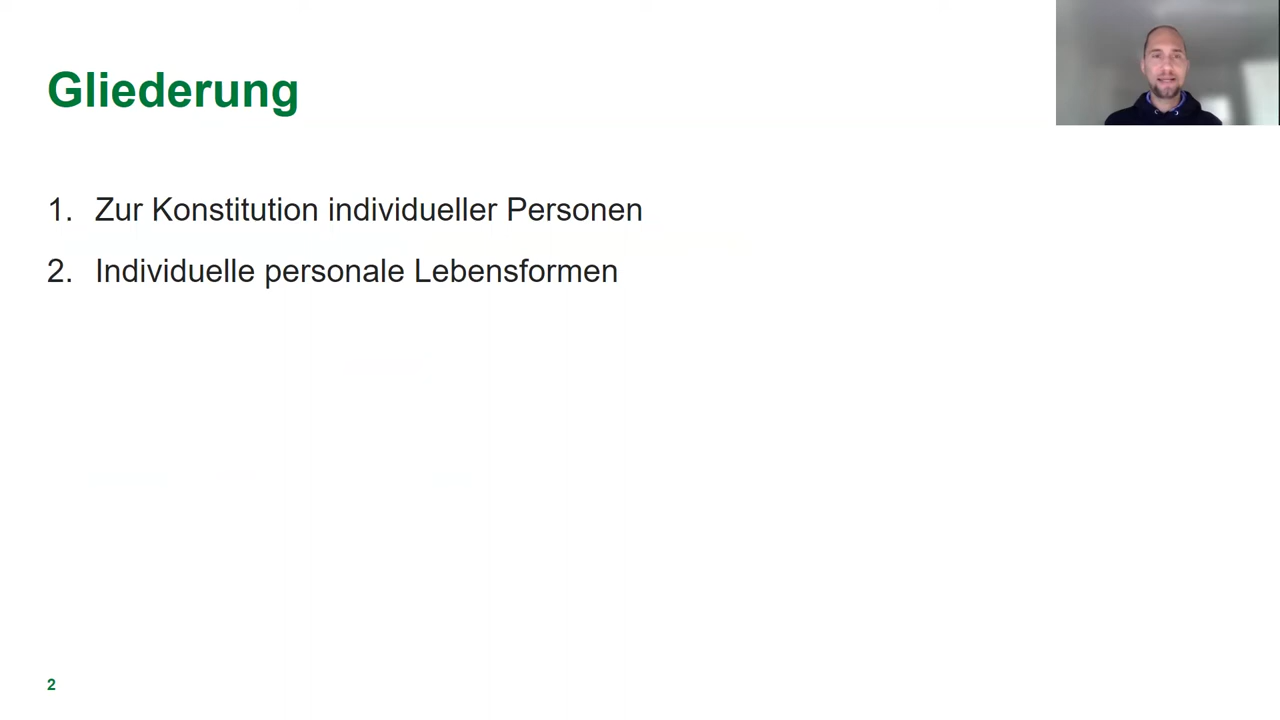 Gliederung
1. Zur Konstitution individueller Personen
2. Individuelle personale Lebensformen
2